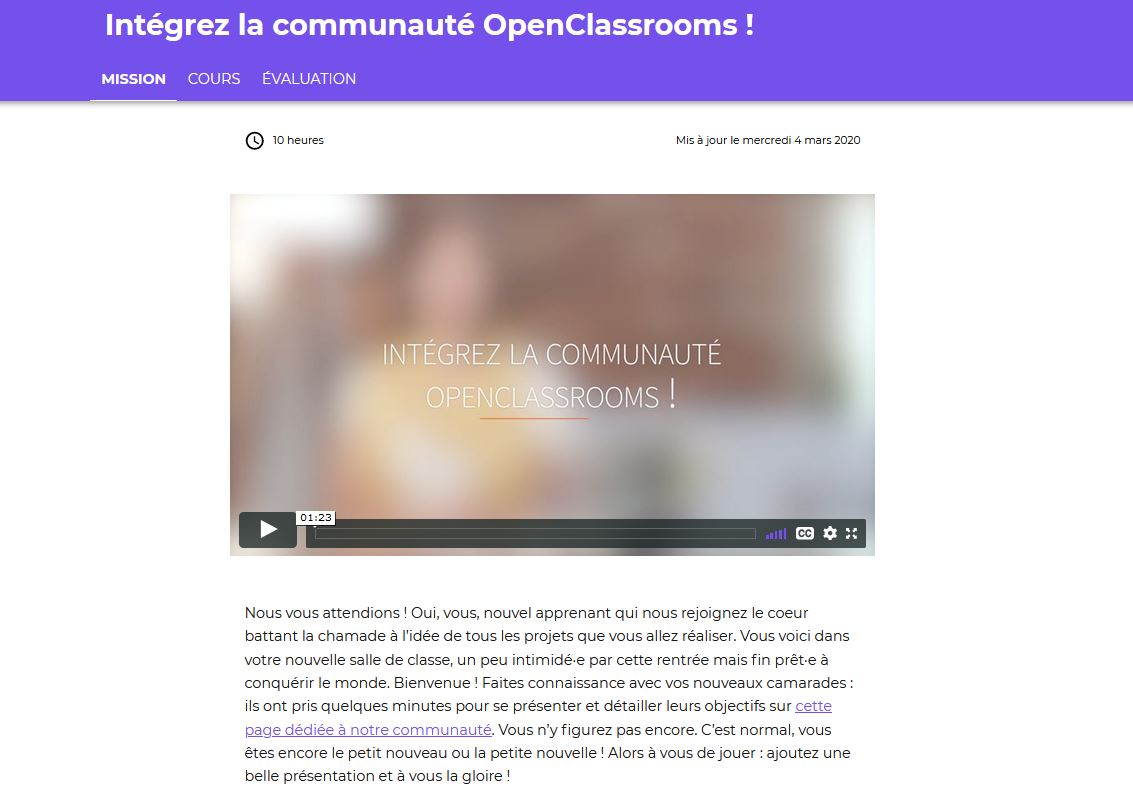 Intégrez la communauté OpenClassrooms !
MISSION COURS ÉVALUATION
10 heures Mis à jour le mercredi 4 mars 2020
INTÉGREZ LA COMMUNAUTÉ
OPENCLASSROOMS !
01:23
CC
Nous vous attendions ! Oui, vous, nouvel apprenant qui nous rejoignez le coeur
battant la chamade à l'idée de tous les projets que vous allez réaliser. Vous voici dans
votre nouvelle salle de classe, un peu intimidé·e par cette rentrée mais fin prêt·e à
conquérir le monde. Bienvenue ! Faites connaissance avec vos nouveaux camarades :
ils ont pris quelques minutes pour se présenter et détailler leurs objectifs sur cette
page dédiée à notre communauté. Vous n'y figurez pas encore. C'est normal, vous
êtes encore le petit nouveau ou la petite nouvelle ! Alors à vous de jouer : ajoutez une
belle présentation et à vous la gloire !